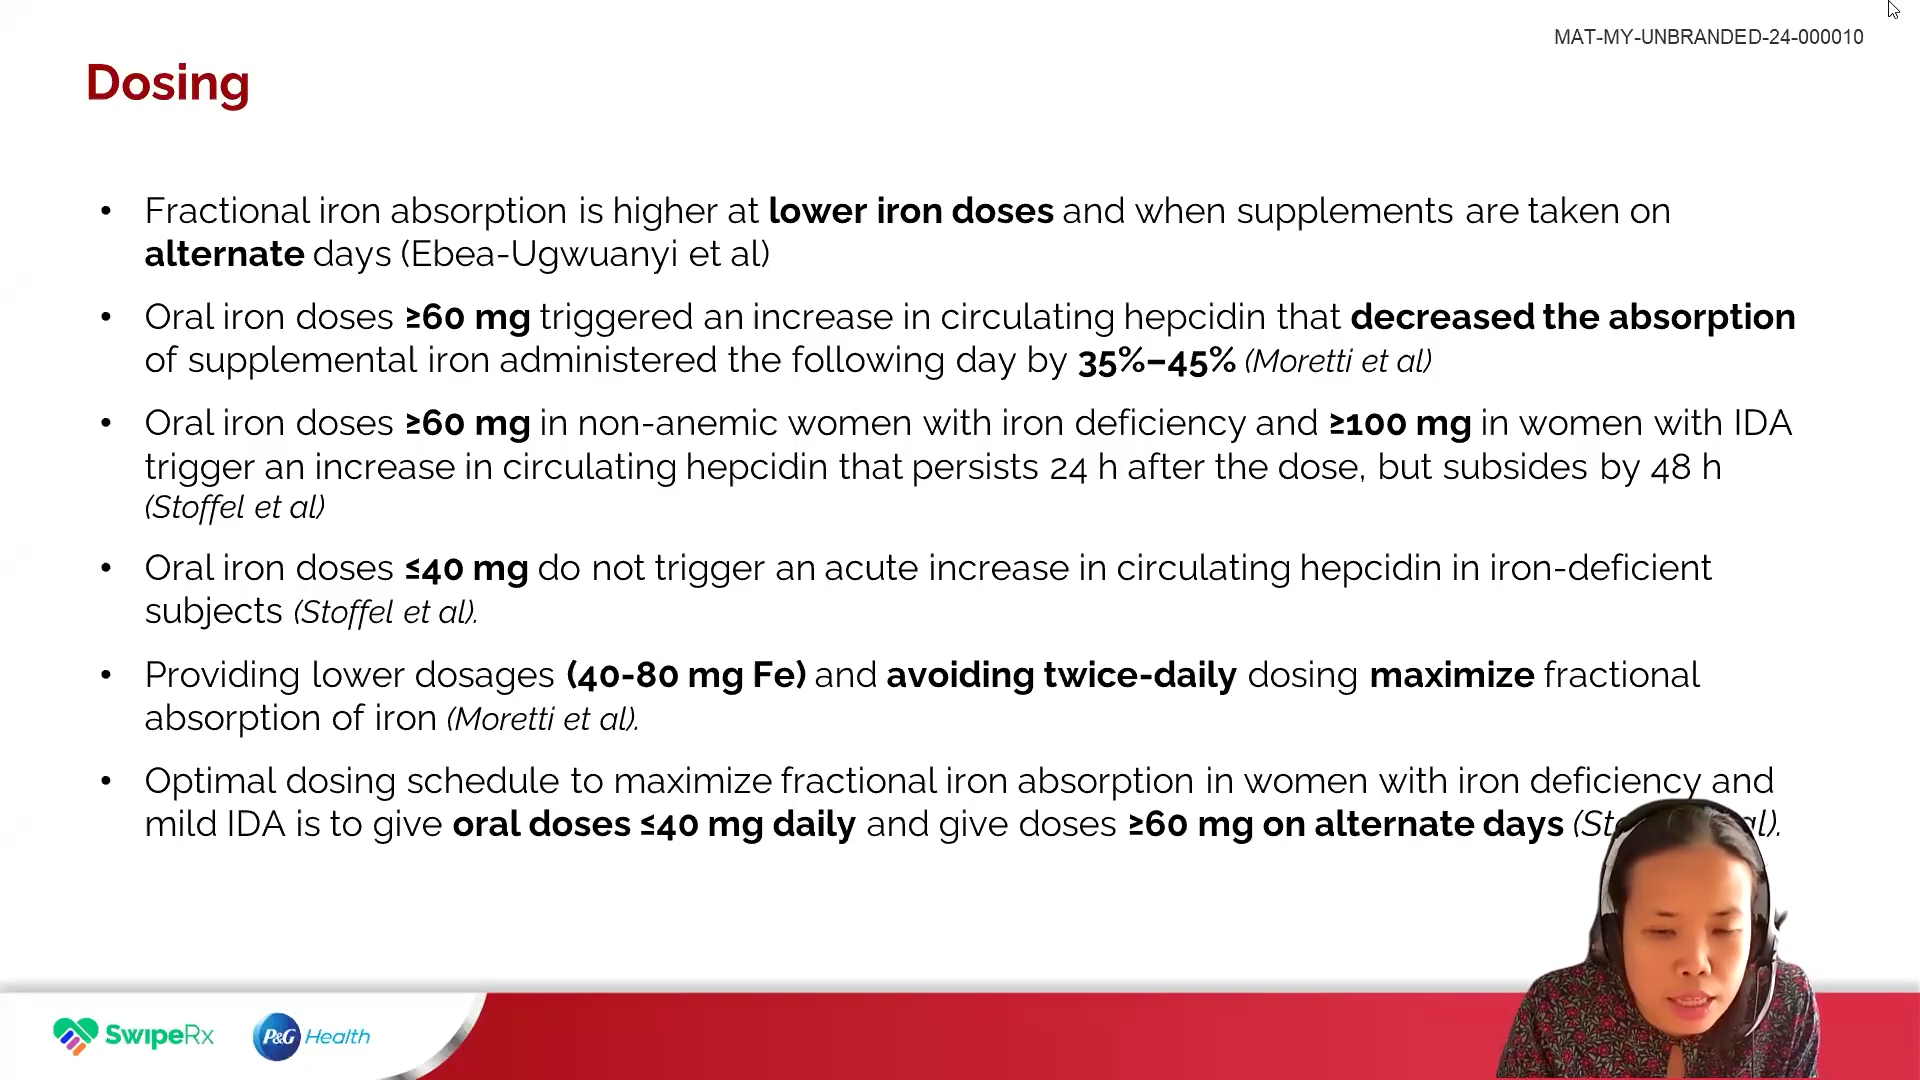 MAT-MY-UNBRANDED-24-000010
Dosing
• Fractional iron absorption is higher at lower iron doses and when supplements are taken on
alternate days (Ebea-Ugwuanyi et al)
• Oral iron doses ≥60 mg triggered an increase in circulating hepcidin that decreased the absorption
of supplemental iron administered the following day by 35%–45% (Moretti et al)
• Oral iron doses ≥60 mg in non-anemic women with iron deficiency and ≥100 mg in women with IDA
trigger an increase in circulating hepcidin that persists 24 h after the dose, but subsides by 48 h
(Stoffel et al)
• Oral iron doses ≤40 mg do not trigger an acute increase in circulating hepcidin in iron-deficient
subjects (Stoffel et al).
• Providing lower dosages (40-80 mg Fe) and avoiding twice-daily dosing maximize fractional
absorption of iron (Moretti et al).
• Optimal dosing schedule to maximize fractional iron absorption in women with iron deficiency and
mild IDA is to give oral doses ≤40 mg daily and give doses ≥60 mg on alternate days
SwipeRx P&G Health